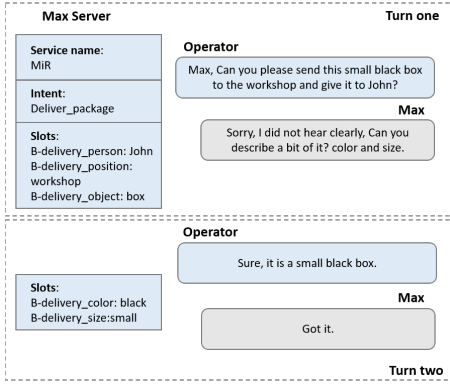 Max Server
Turn one
Service name:
MiR
Intent:
Deliver_package
Slots:
B-delivery_person: John
B-delivery_position:
workshop
B-delivery_object: box
Operator
Max, Can you please send this small black box
to the workshop and give it to John?
Max
Sorry, I did not hear clearly, Can you
describe a bit of it? color and size.
Slots:
B-delivery_color: black
B-delivery_size:small
Operator
Sure, it is a small black box.
Max
Got it.
Turn two